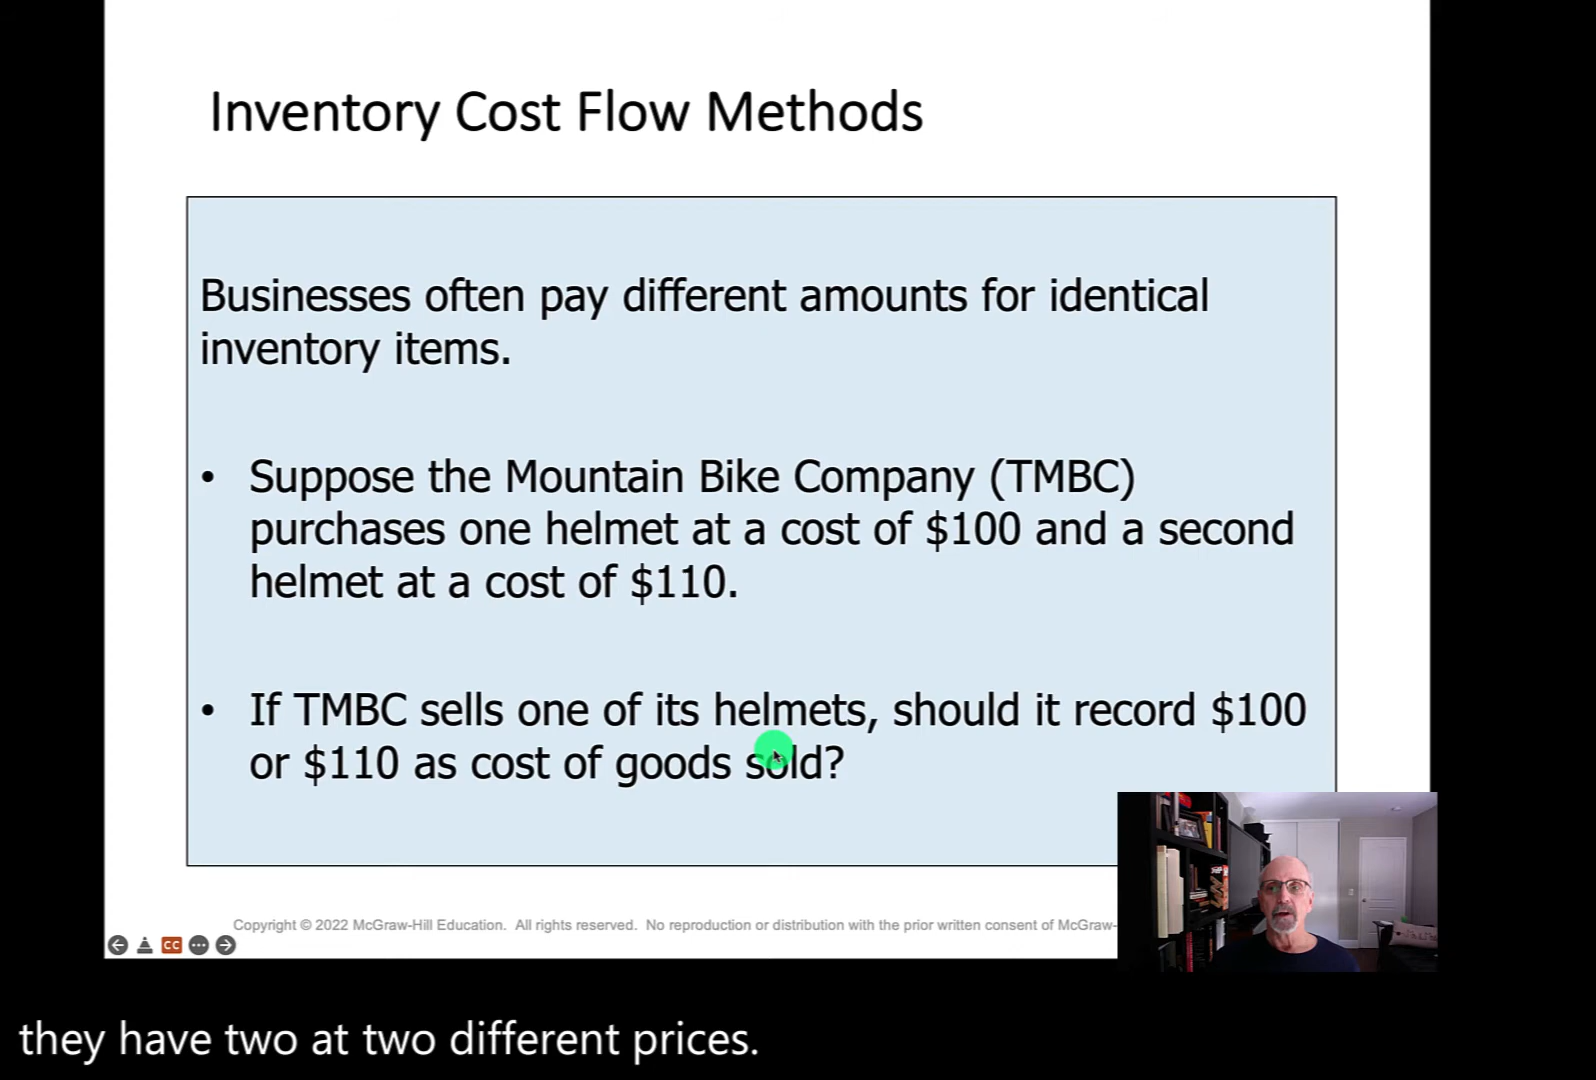 Inventory Cost Flow Methods
Businesses often pay different amounts for identical
inventory items.
• Suppose the Mountain Bike Company (TMBC)
purchases one helmet at a cost of $100 and a second
helmet at a cost of $110.
• If TMBC sells one of its helmets, should it record $100
or $110 as cost of goods sold?
Copyright © 2022 McGraw-Hill Education. All rights reserved. No reproduction or distribution with the prior written consent of McGraw-
CC
they have two at two different prices.